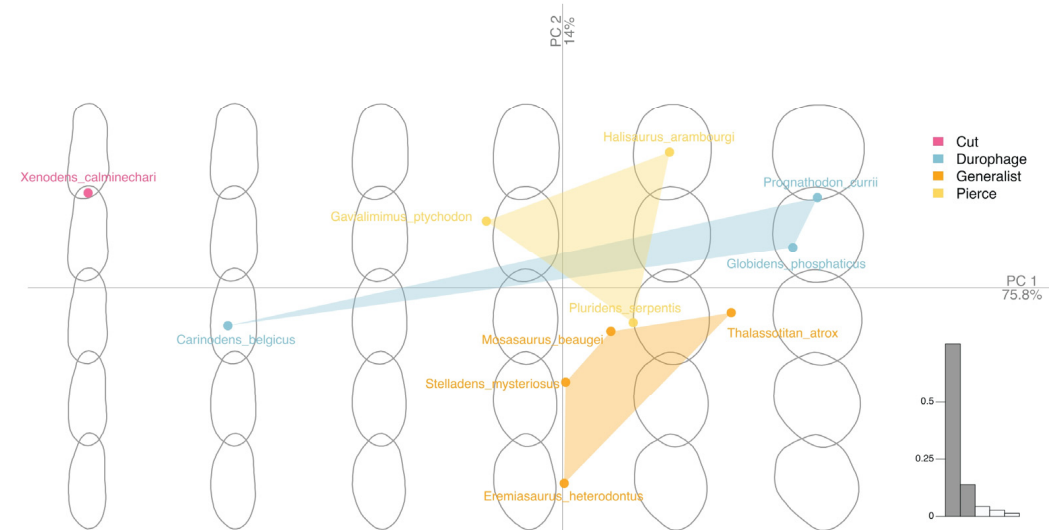 PC 2
14%
Halisaurus_arambourgi
Cut
Durophage
Generalist
Pierce
Xenodens_calminechari
Prognathodon_currii
Gavialimimus_ptychodon
Globidens_phosphaticus
PC 1
75.8%
Pluridens_serpentis
Carinodens_belgicus
Mosasaurus_beaugei
Thalassotitan_atrox
Stelladens_mysteriosus
0.5
0.25
Eremiasaurus_heterodontus
0